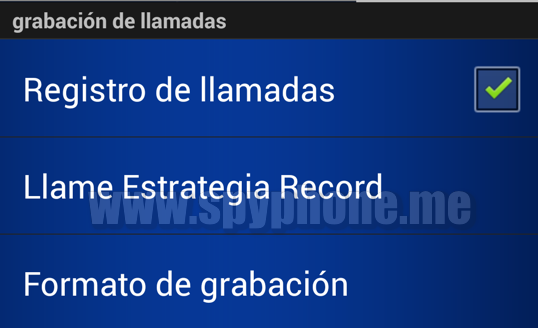 grabación de llamadas
Registro de llamadas
Llame Estrategia Record
www.spyphone.me
Formato de grabación